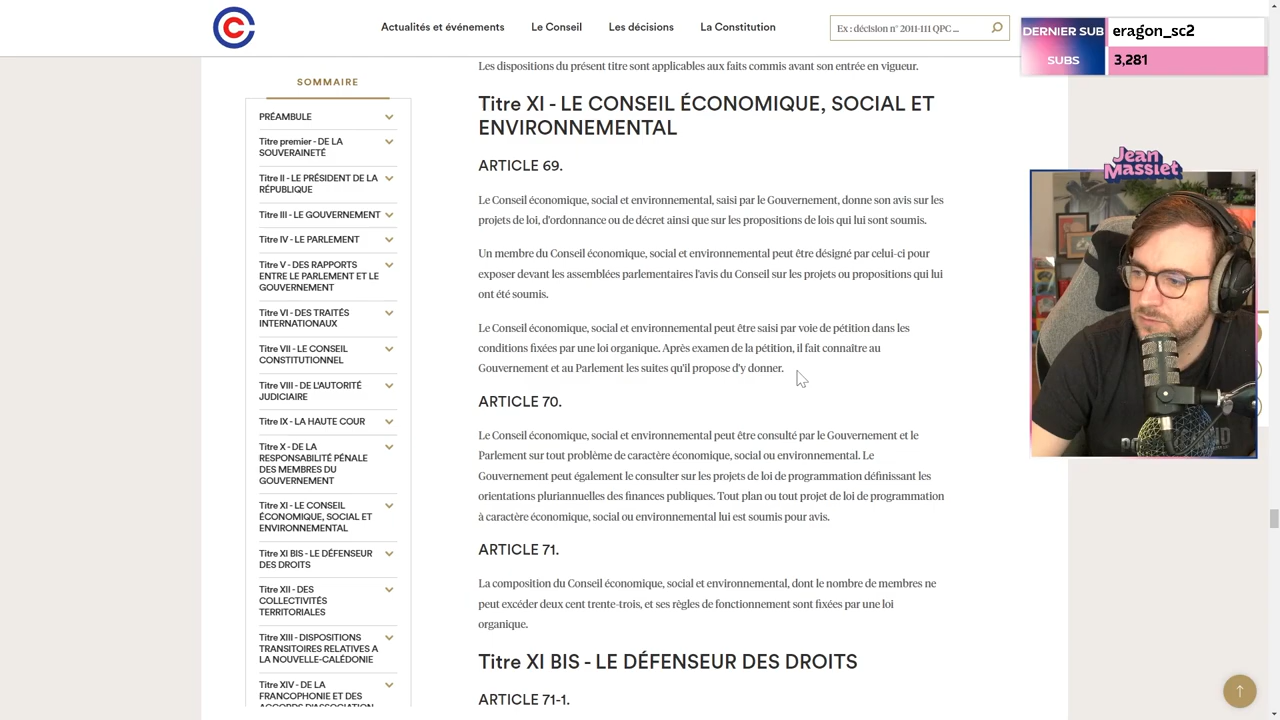 Actualités et événements
Le Conseil
Les décisions
La Constitution
Ex : décision n° 2011-111 QPC ...
DERNIER SUB
eragon_sc2
SUBS
3,281
SOMMAIRE
PRÉAMBULE
Titre premier - DE LA
SOUVERAINETÉ
Titre II - LE PRÉSIDENT DE LA
RÉPUBLIQUE
Titre III - LE GOUVERNEMENT
Titre IV - LE PARLEMENT
Titre V - DES RAPPORTS
ENTRE LE PARLEMENT ET LE
GOUVERNEMENT
Titre VI - DES TRAITÉS
INTERNATIONAUX
Titre VII - LE CONSEIL
CONSTITUTIONNEL
Titre VIII - DE L'AUTORITÉ
JUDICIAIRE
Titre IX - LA HAUTE COUR
Titre X - DE LA
RESPONSABILITÉ PÉNALE
DES MEMBRES DU
GOUVERNEMENT
Titre XI - LE CONSEIL
ÉCONOMIQUE, SOCIAL ET
ENVIRONNEMENTAL
Titre XI BIS - LE DÉFENSEUR
DES DROITS
Titre XII - DES
COLLECTIVITÉS
TERRITORIALES
Titre XIII - DISPOSITIONS
TRANSITOIRES RELATIVES A
LA NOUVELLE-CALÉDONIE
Titre XIV - DE LA
FRANCOPHONIE ET DES
ACCORDS D'ASSOCIATION
Les dispositions du présent titre sont applicables aux faits commis avant son entrée en vigueur.
Titre XI - LE CONSEIL ÉCONOMIQUE, SOCIAL ET
ENVIRONNEMENTAL
ARTICLE 69.
Le Conseil économique, social et environnemental, saisi par le Gouvernement, donne son avis sur les
projets de loi, d'ordonnance ou de décret ainsi que sur les propositions de lois qui lui sont soumis.
Un membre du Conseil économique, social et environnemental peut être désigné par celui-ci pour
exposer devant les assemblées parlementaires l'avis du Conseil sur les projets ou propositions qui lui
ont été soumis.
Le Conseil économique, social et environnemental peut être saisi par voie de pétition dans les
conditions fixées par une loi organique. Après examen de la pétition, il fait connaître au
Gouvernement et au Parlement les suites qu'il propose d'y donner.
ARTICLE 70.
Le Conseil économique, social et environnemental peut être consulté par le Gouvernement et le
Parlement sur tout problème de caractère économique, social ou environnemental. Le
Gouvernement peut également le consulter sur les projets de loi de programmation définissant les
orientations pluriannuelles des finances publiques. Tout plan ou tout projet de loi de programmation
à caractère économique, social ou environnemental lui est soumis pour avis.
ARTICLE 71.
La composition du Conseil économique, social et environnemental, dont le nombre de membres ne
peut excéder deux cent trente-trois, et ses règles de fonctionnement sont fixées par une loi
organique.
Titre XI BIS - LE DÉFENSEUR DES DROITS
ARTICLE 71-1.
Jean
Massiet